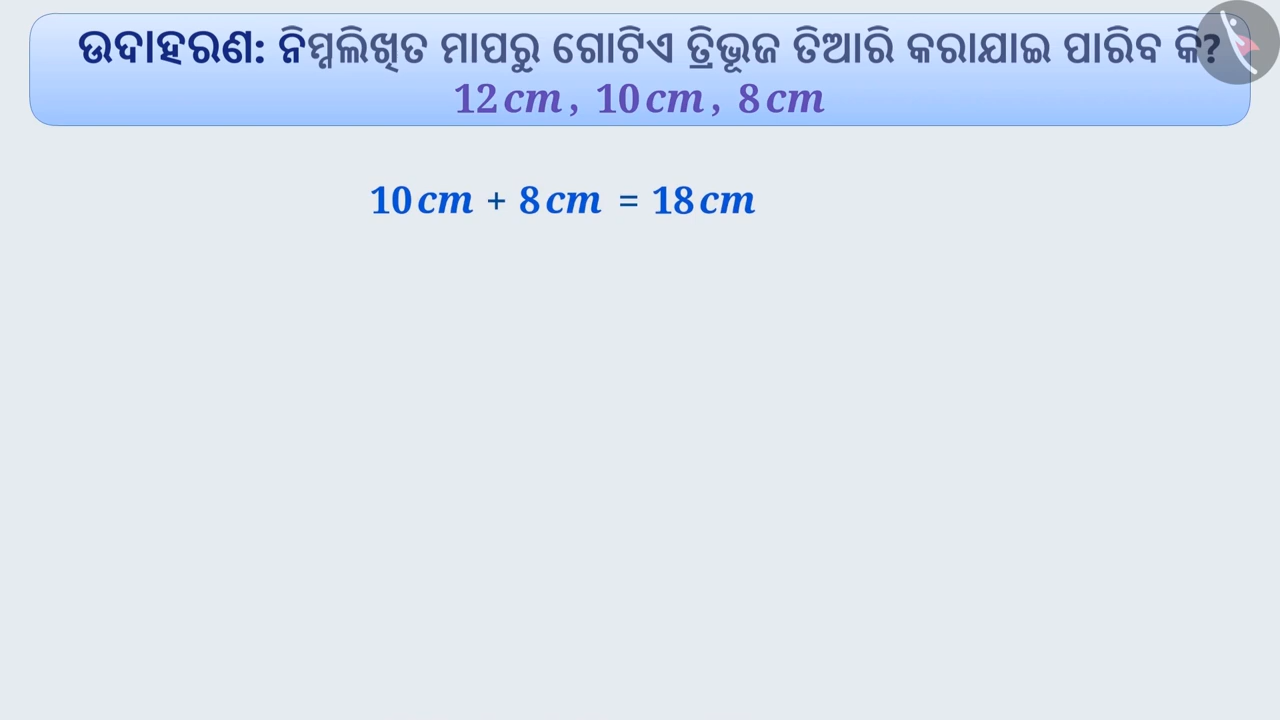 ଉଦାହରଣ: ନିମ୍ନଲିଖିତ ମାପରୁ ଗୋଟିଏ ତ୍ରିଭୂଜ ତିଆରି କରାଯାଇ ପାରିବ କି?
12 cm , 10 cm , 8 cm
10 cm + 8 cm = 18 cm